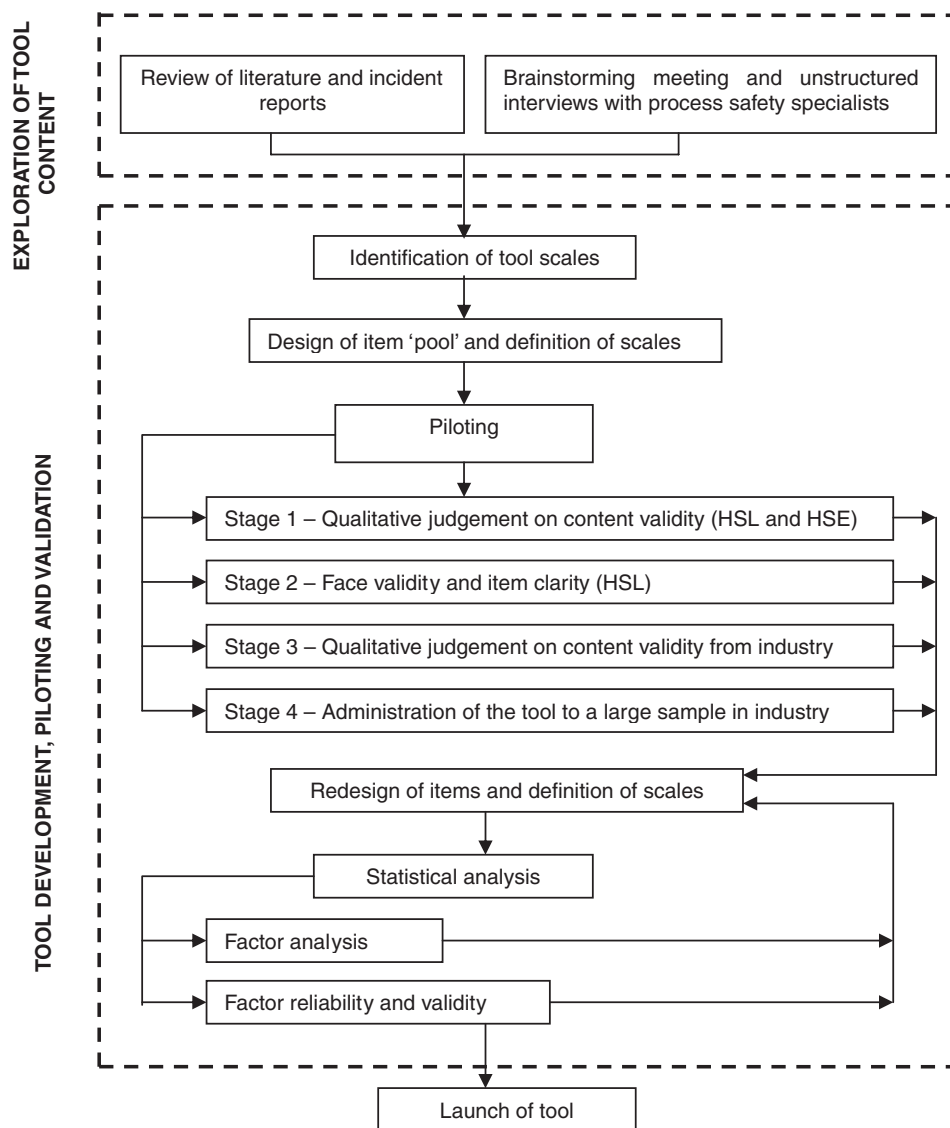 EXPLORATION OF TOOL
CONTENT
Review of literature and incident
reports
Brainstorming meeting and unstructured
interviews with process safety specialists
TOOL DEVELOPMENT, PILOTING AND VALIDATION
Identification of tool scales
Design of item ‘pool’ and definition of scales
Piloting
Stage 1 – Qualitative judgement on content validity (HSL and HSE)
Stage 2 – Face validity and item clarity (HSL)
Stage 3 – Qualitative judgement on content validity from industry
Stage 4 – Administration of the tool to a large sample in industry
Redesign of items and definition of scales
Statistical analysis
Factor analysis
Factor reliability and validity
Launch of tool